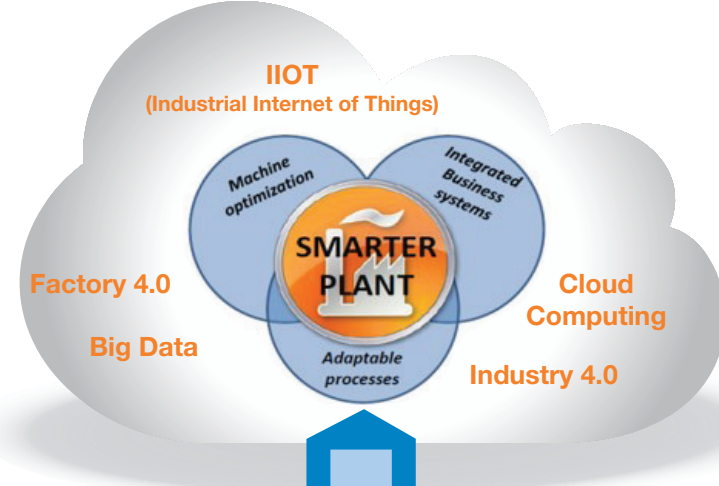 IIOT
(Industrial Internet of Things)
Machine
optimization
Integrated
Business
systems
SMARTER
PLANT
Factory 4.0
Cloud
Computing
Big Data
Adaptable
processes
Industry 4.0